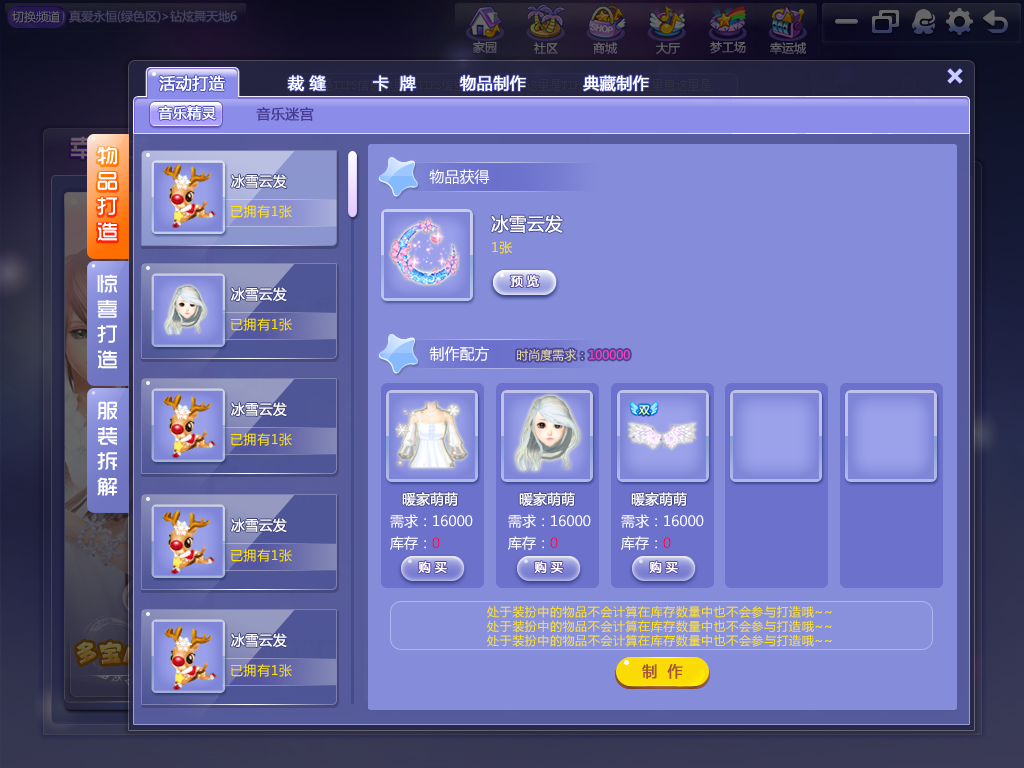 切换频道 真爱永恒(绿色区)>钻炫舞天地6
家园 社区 商城 大厅 梦工场 幸运城
活动打造 裁缝 卡牌 物品制作 典藏制作
音乐精灵 音乐迷宫
幸
物品打造
惊喜打造
服装拆解
冰雪云发
已拥有1张
冰雪云发
已拥有1张
冰雪云发
已拥有1张
冰雪云发
已拥有1张
冰雪云发
已拥有1张
物品获得
冰雪云发
1张
预览
制作配方 时尚度需求：100000
双
暖家萌萌 暖家萌萌 暖家萌萌
需求：16000 需求：16000 需求：16000
库存：0 库存：0 库存：0
购买 购买 购买
处于装扮中的物品不会计算在库存数量中也不会参与打造哦~~
处于装扮中的物品不会计算在库存数量中也不会参与打造哦~~
处于装扮中的物品不会计算在库存数量中也不会参与打造哦~~
制作
多宝